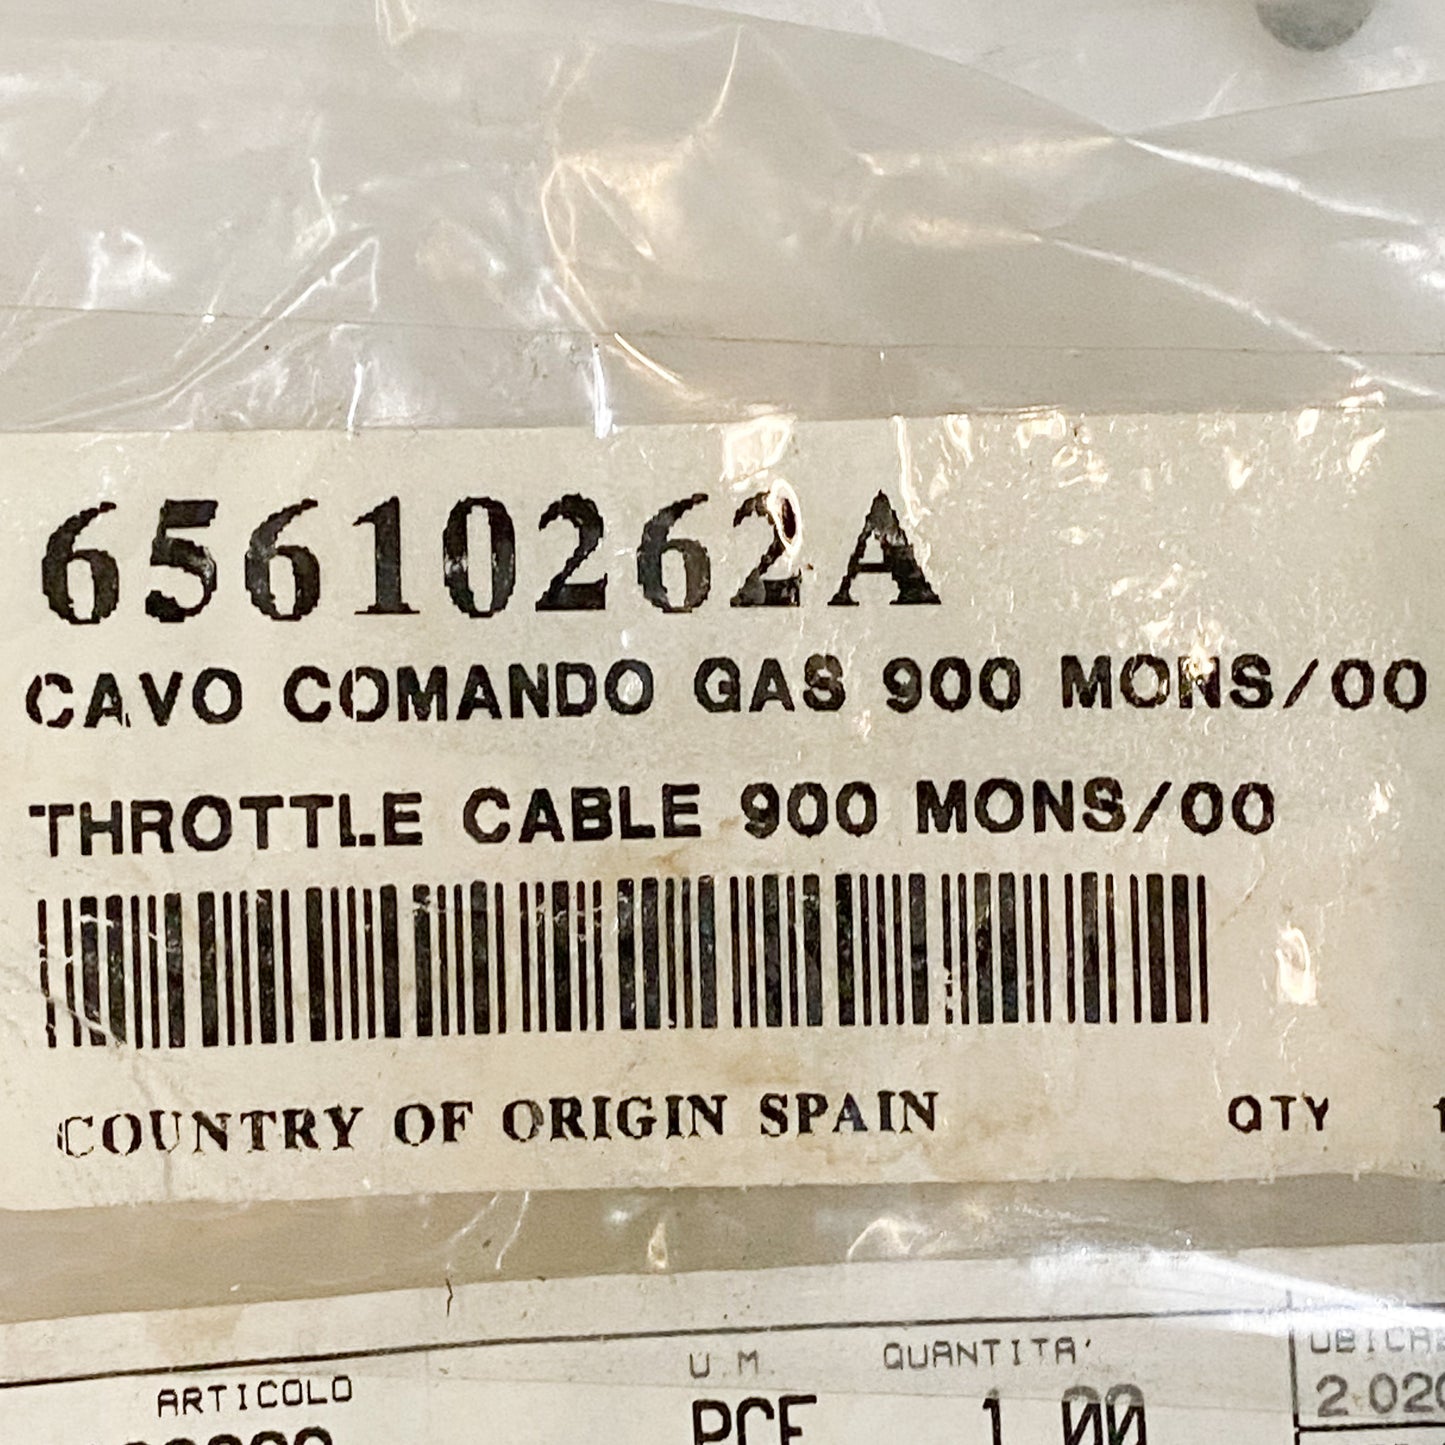 65610262A
CAVO COMANDO GAS 900 MONS/00
THROTTLE CABLE 900 MONS/00
COUNTRY OF ORIGIN SPAIN QTY 1
ARTICOLO U.M. QUANTITA'
PCE 1.00